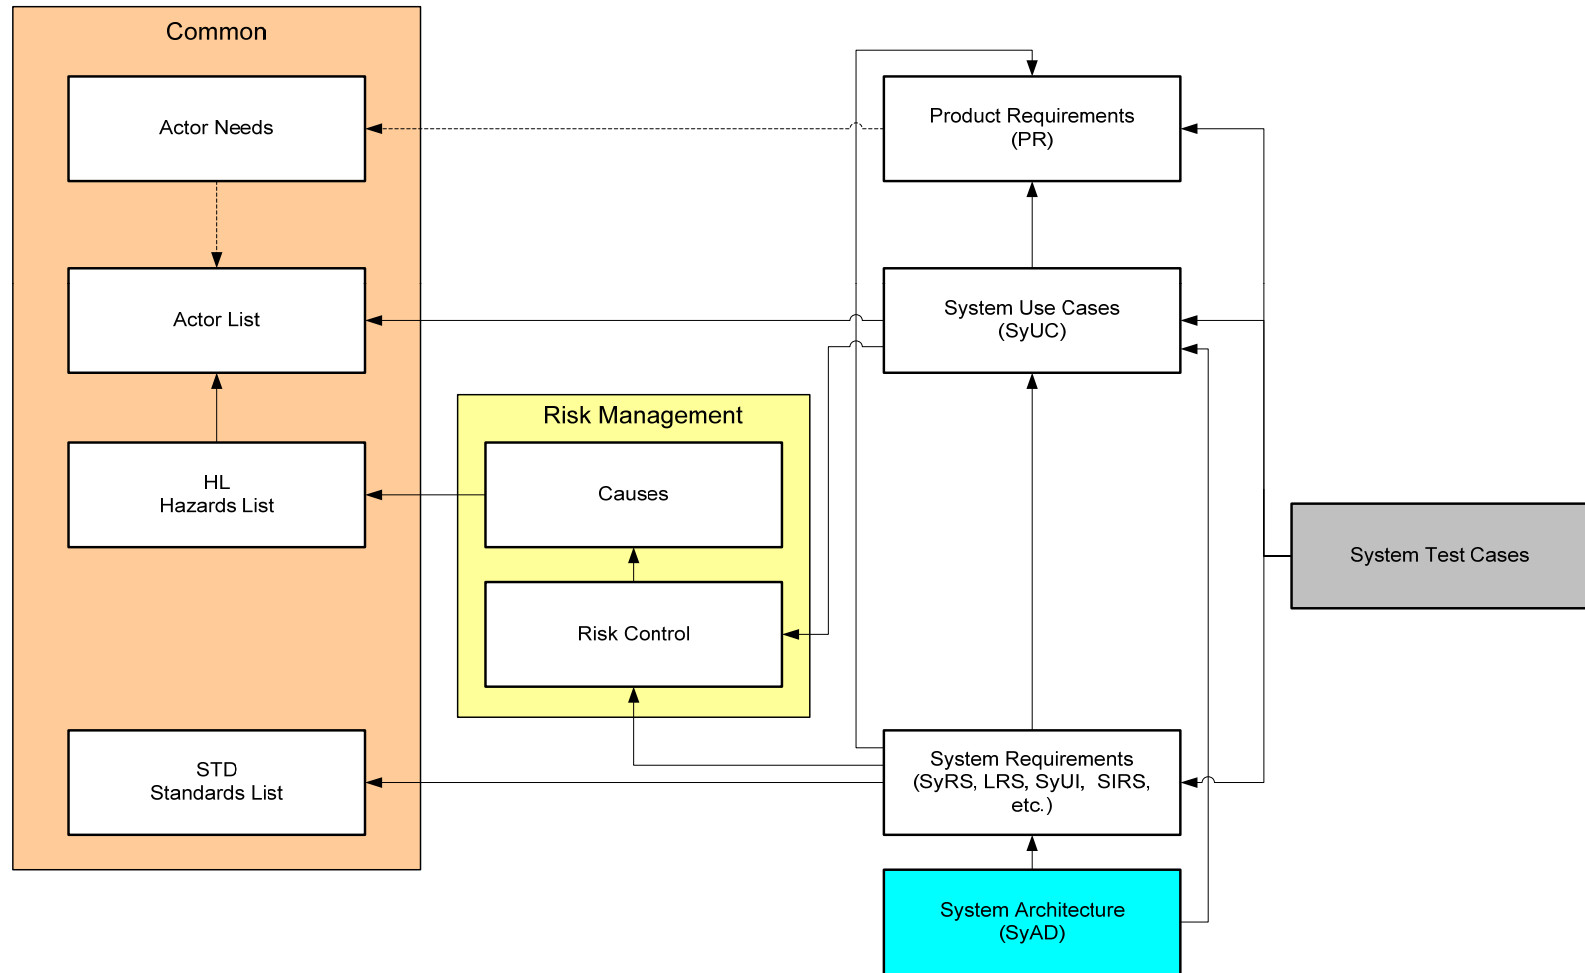 Common
Actor Needs
Product Requirements
(PR)
Actor List
System Use Cases
(SyUC)
Risk Management
HL
Hazards List
Causes
System Test Cases
Risk Control
STD
Standards List
System Requirements
(SyRS, LRS, SyUI,  SIRS,
etc.)
System Architecture
(SyAD)